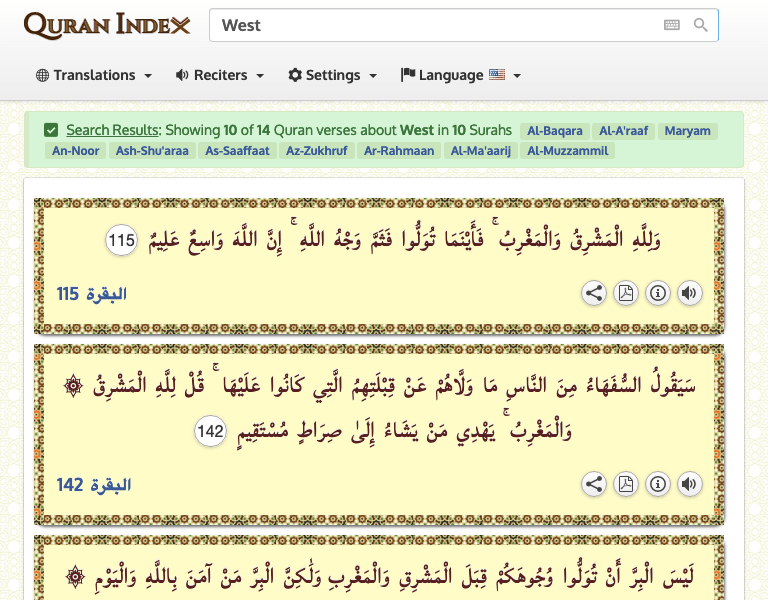 QURAN INDEX
West
Translations Reciters Settings Language
Search Results: Showing 10 of 14 Quran verses about West in 10 Surahs Al-Baqara Al-A'raaf Maryam
An-Noor Ash-Shu'araa As-Saaffaat Az-Zukhruf Ar-Rahmaan Al-Ma'aarij Al-Muzzammil
وَلِلَّهِ الْمَشْرِقُ وَالْمَغْرِبُ ۚ فَأَيْنَمَا تُوَلُّوا فَثَمَّ وَجْهُ اللَّهِ ۚ إِنَّ اللَّهَ وَاسِعٌ عَلِيمٌ 115
البقرة 115
سَيَقُولُ السُّفَهَاءُ مِنَ النَّاسِ مَا وَلَّاهُمْ عَنْ قِبْلَتِهِمُ الَّتِي كَانُوا عَلَيْهَا ۚ قُلْ لِلَّهِ الْمَشْرِقُ ۞
وَالْمَغْرِبُ ۚ يَهْدِي مَنْ يَشَاءُ إِلَىٰ صِرَاطٍ مُسْتَقِيمٍ 142
البقرة 142
لَيْسَ الْبِرَّ أَنْ تُوَلُّوا وُجُوهَكُمْ قِبَلَ الْمَشْرِقِ وَالْمَغْرِبِ وَلَٰكِنَّ الْبِرَّ مَنْ آمَنَ بِاللَّهِ وَالْيَوْمِ ۞